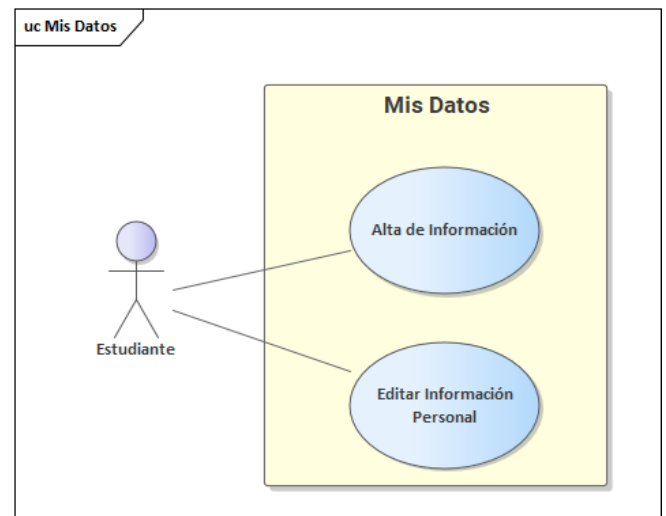 uc Mis Datos
Mis Datos
Alta de Información
Estudiante
Editar Información
Personal